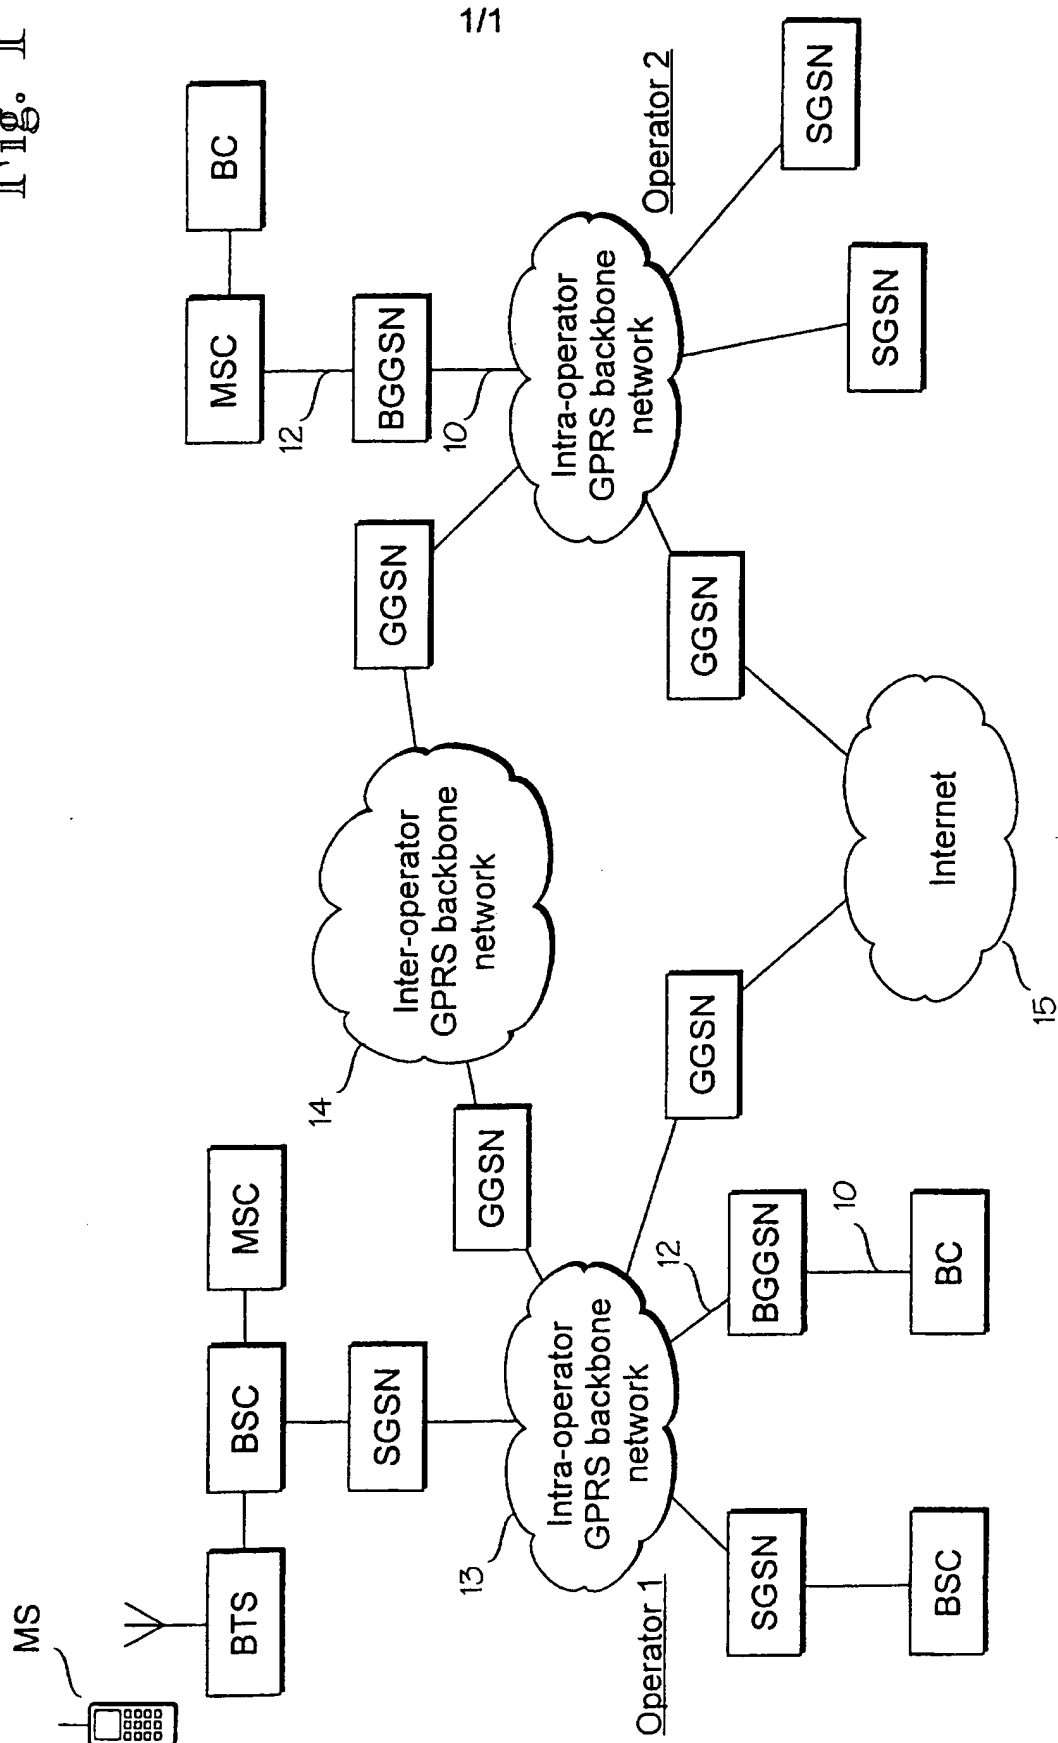 1/1
Fig. 1
MS
BTS
BSC
MSC
SGSN
13
Intra-operator
GPRS backbone
network
Operator 1
SGSN
BSC
12
BGGSN
10
BC
GGSN
GGSN
14
Inter-operator
GPRS backbone
network
15
Internet
GGSN
GGSN
MSC
BC
12
BGGSN
10
Intra-operator
GPRS backbone
network
Operator 2
SGSN
SGSN